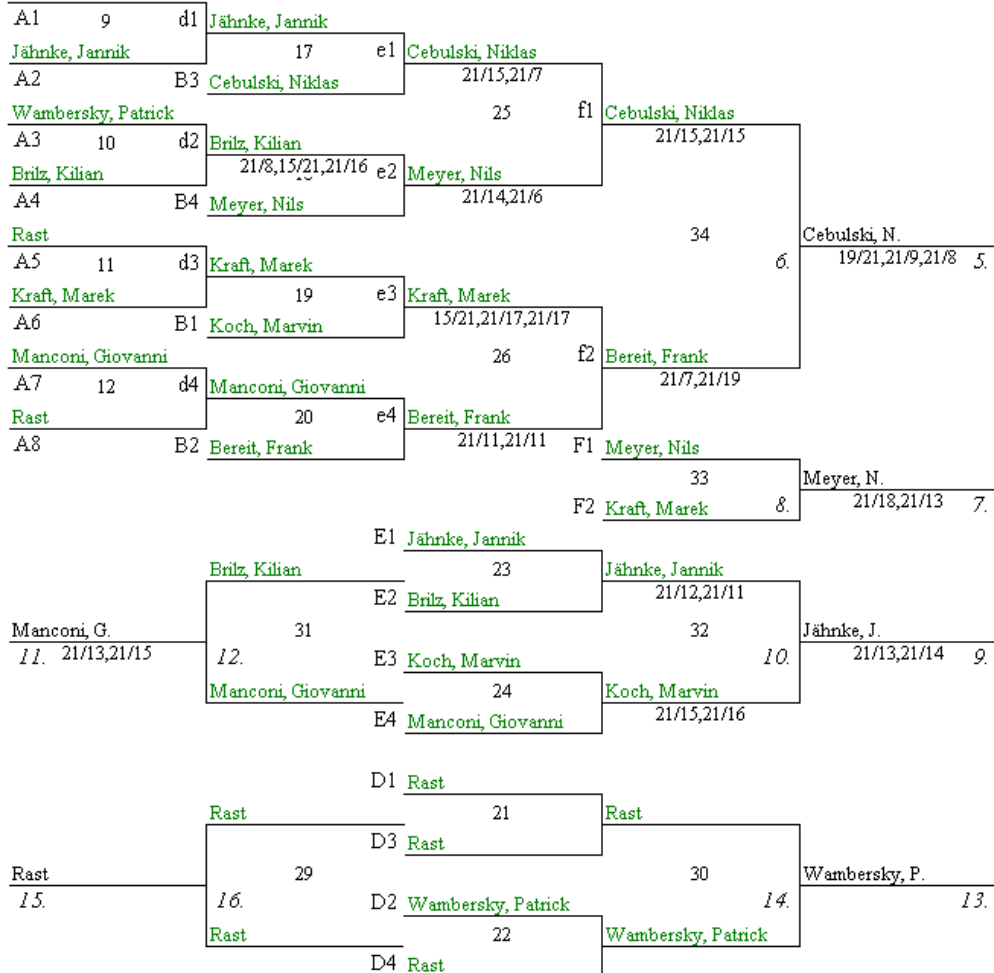 A1 9 d1 Jähnke, Jannik
Jähnke, Jannik 17 e1 Cebulski, Niklas
A2 B3 Cebulski, Niklas 21/15,21/7
Wambersky, Patrick 25 f1 Cebulski, Niklas
A3 10 d2 Brilz, Kilian 21/15,21/15
Brilz, Kilian 21/8,15/21,21/16 e2 Meyer, Nils
A4 B4 Meyer, Nils 21/14,21/6
Rast 34 Cebulski, N.
A5 11 d3 Kraft, Marek 6. 19/21,21/9,21/8 5.
Kraft, Marek 19 e3 Kraft, Marek
A6 B1 Koch, Marvin 15/21,21/17,21/17
Manconi, Giovanni 26 f2 Bereit, Frank
A7 12 d4 Manconi, Giovanni 21/7,21/19
Rast 20 e4 Bereit, Frank
A8 B2 Bereit, Frank 21/11,21/11 F1 Meyer, Nils
33 Meyer, N.
F2 Kraft, Marek 8. 21/18,21/13 7.
E1 Jähnke, Jannik
Brilz, Kilian 23 Jähnke, Jannik
E2 Brilz, Kilian 21/12,21/11
Manconi, G. 31 32 Jähnke, J.
11. 21/13,21/15 12. E3 Koch, Marvin 10. 21/13,21/14 9.
Manconi, Giovanni 24 Koch, Marvin
E4 Manconi, Giovanni 21/15,21/16
D1 Rast
Rast 21 Rast
D3 Rast
Rast 29 30 Wambersky, P.
15. 16. D2 Wambersky, Patrick 14. 13.
Rast 22 Wambersky, Patrick
D4 Rast